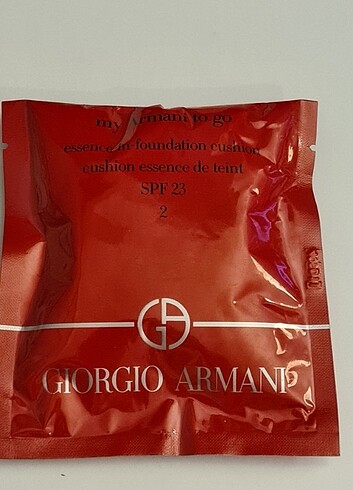 my Armani to go
essence-in-foundation cushion
cushion essence de teint
SPF 23
2
GA
GIORGIO ARMANI